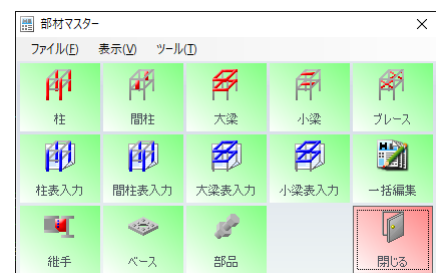 部材マスター
ファイル(F) 表示(V) ツール(T)
柱 間柱 大梁 小梁 ブレース
柱表入力 間柱表入力 大梁表入力 小梁表入力 一括編集
継手 ベース 部品 閉じる